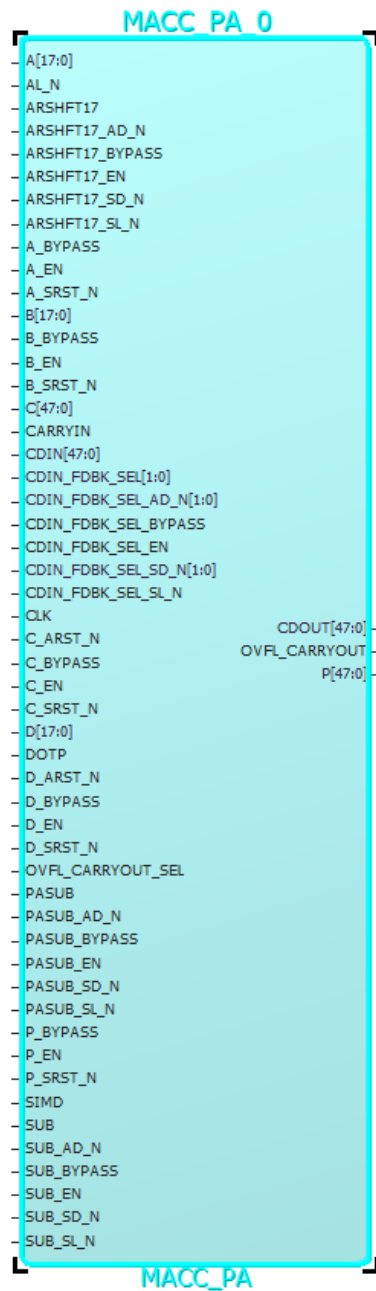 MACC_PA_0
A[17:0]
AL_N
ARSHFT17
ARSHFT17_AD_N
ARSHFT17_BYPASS
ARSHFT17_EN
ARSHFT17_SD_N
ARSHFT17_SL_N
A_BYPASS
A_EN
A_SRST_N
B[17:0]
B_BYPASS
B_EN
B_SRST_N
C[47:0]
CARRYIN
CDIN[47:0]
CDIN_FDBK_SEL[1:0]
CDIN_FDBK_SEL_AD_N[1:0]
CDIN_FDBK_SEL_BYPASS
CDIN_FDBK_SEL_EN
CDIN_FDBK_SEL_SD_N[1:0]
CDIN_FDBK_SEL_SL_N
CLK
C_ARST_N
C_BYPASS
C_EN
C_SRST_N
D[17:0]
DOTP
D_ARST_N
D_BYPASS
D_EN
D_SRST_N
OVFL_CARRYOUT_SEL
PASUB
PASUB_AD_N
PASUB_BYPASS
PASUB_EN
PASUB_SD_N
PASUB_SL_N
P_BYPASS
P_EN
P_SRST_N
SIMD
SUB
SUB_AD_N
SUB_BYPASS
SUB_EN
SUB_SD_N
SUB_SL_N
CDOUT[47:0]
OVFL_CARRYOUT
P[47:0]
MACC_PA